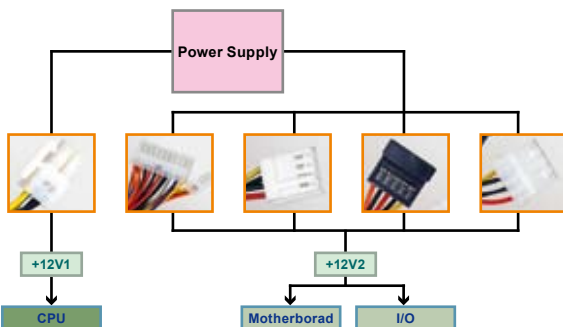 Power Supply
+12V1
+12V2
CPU
Motherborad
I/O